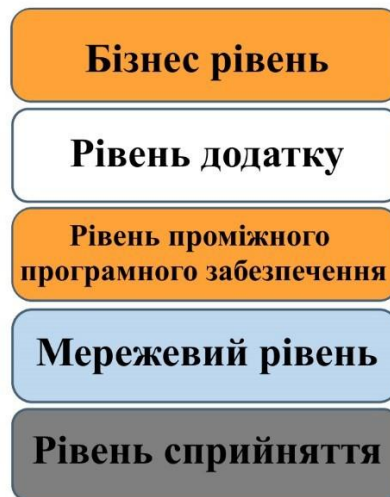 Бізнес рівень
Рівень додатку
Рівень проміжного
програмного забезпечення
Мережевий рівень
Рівень сприйняття